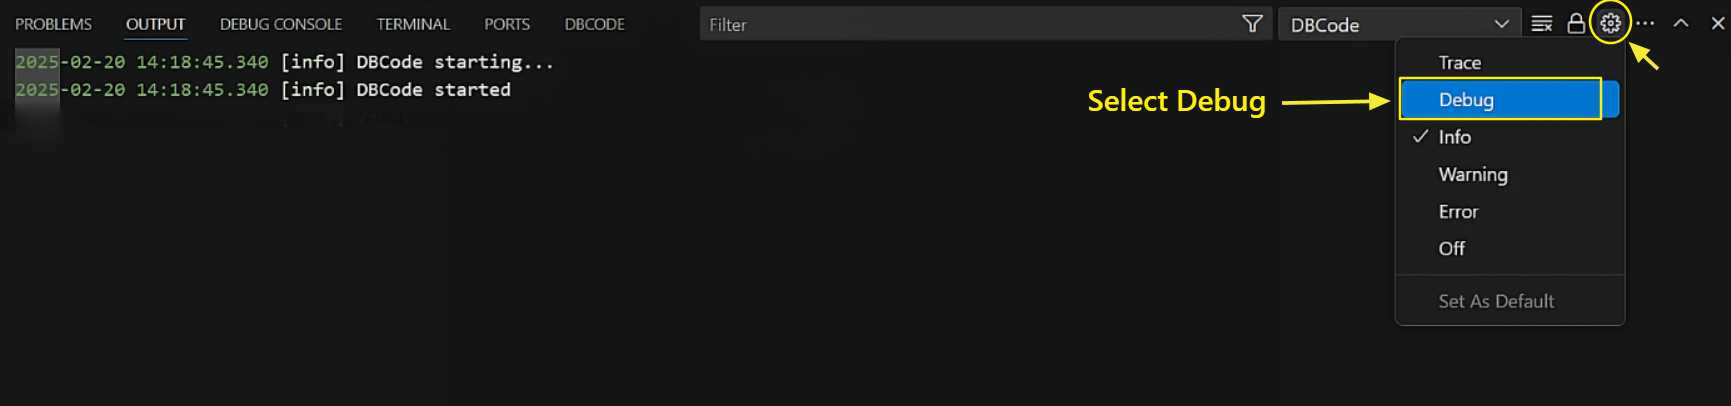 PROBLEMS OUTPUT DEBUG CONSOLE TERMINAL PORTS DBCODE Filter DBCode
2025-02-20 14:18:45.340 [info] DBCode starting...
2025-02-20 14:18:45.340 [info] DBCode started
Select Debug
Trace
Debug
Info
Warning
Error
Off
Set As Default